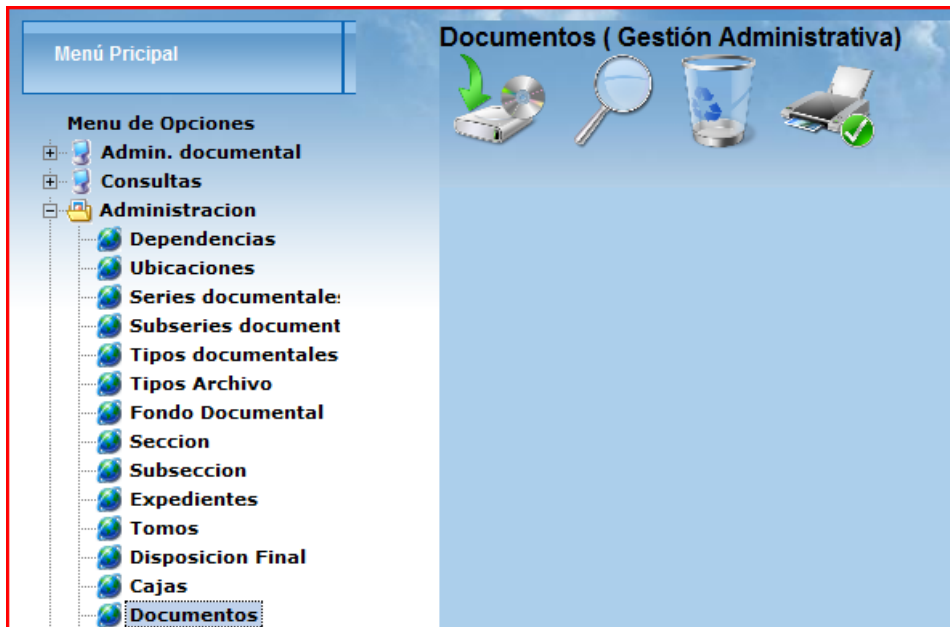 Menú Pricipal
Documentos ( Gestión Administrativa)
Menu de Opciones
Admin. documental
Consultas
Administracion
Dependencias
Ubicaciones
Series documentale
Subseries document
Tipos documentales
Tipos Archivo
Fondo Documental
Seccion
Subseccion
Expedientes
Tomos
Disposicion Final
Cajas
Documentos